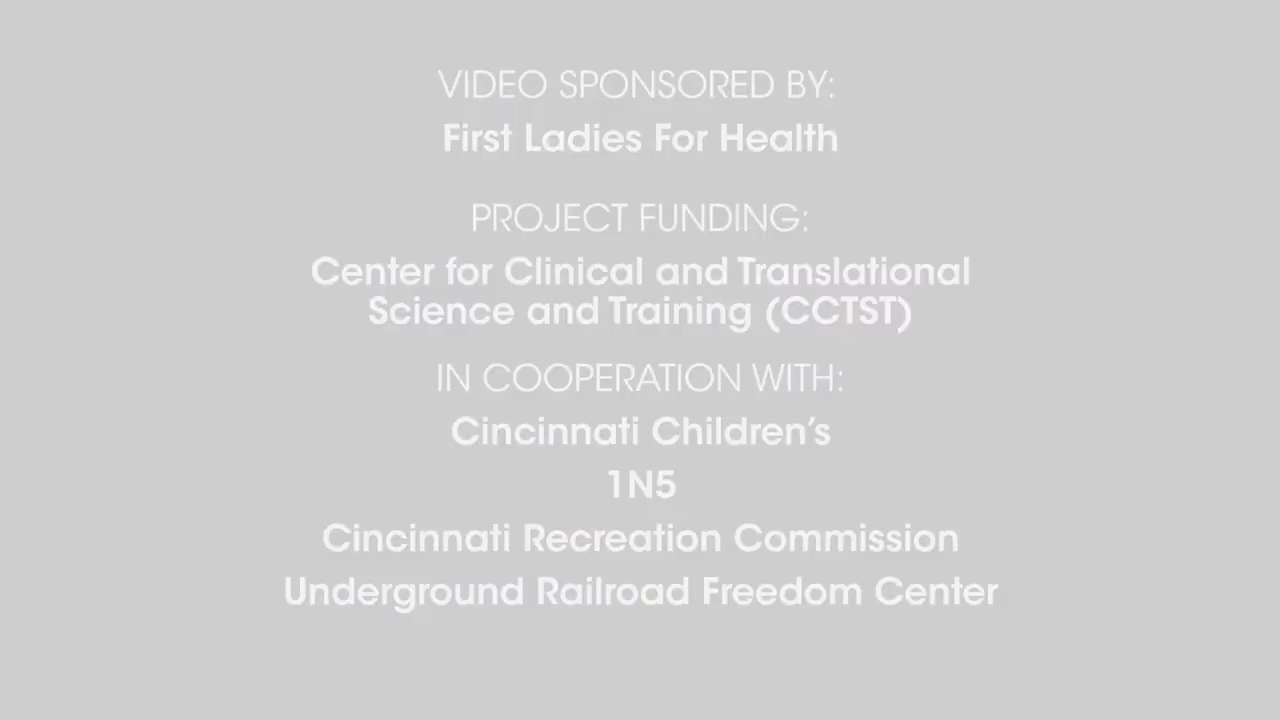 VIDEO SPONSORED BY:
First Ladies For Health
PROJECT FUNDING:
Center for Clinical and Translational
Science and Training (CCTST)
IN COOPERATION WITH:
Cincinnati Children’s
1N5
Cincinnati Recreation Commission
Underground Railroad Freedom Center